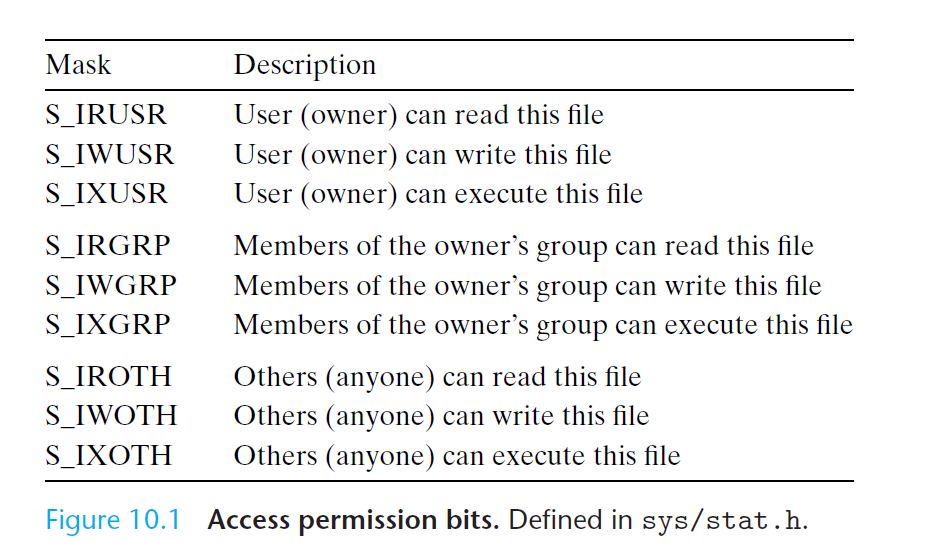 Mask Description
S_IRUSR User (owner) can read this file
S_IWUSR User (owner) can write this file
S_IXUSR User (owner) can execute this file
S_IRGRP Members of the owner’s group can read this file
S_IWGRP Members of the owner’s group can write this file
S_IXGRP Members of the owner’s group can execute this file
S_IROTH Others (anyone) can read this file
S_IWOTH Others (anyone) can write this file
S_IXOTH Others (anyone) can execute this file
Figure 10.1 Access permission bits. Defined in sys/stat.h.